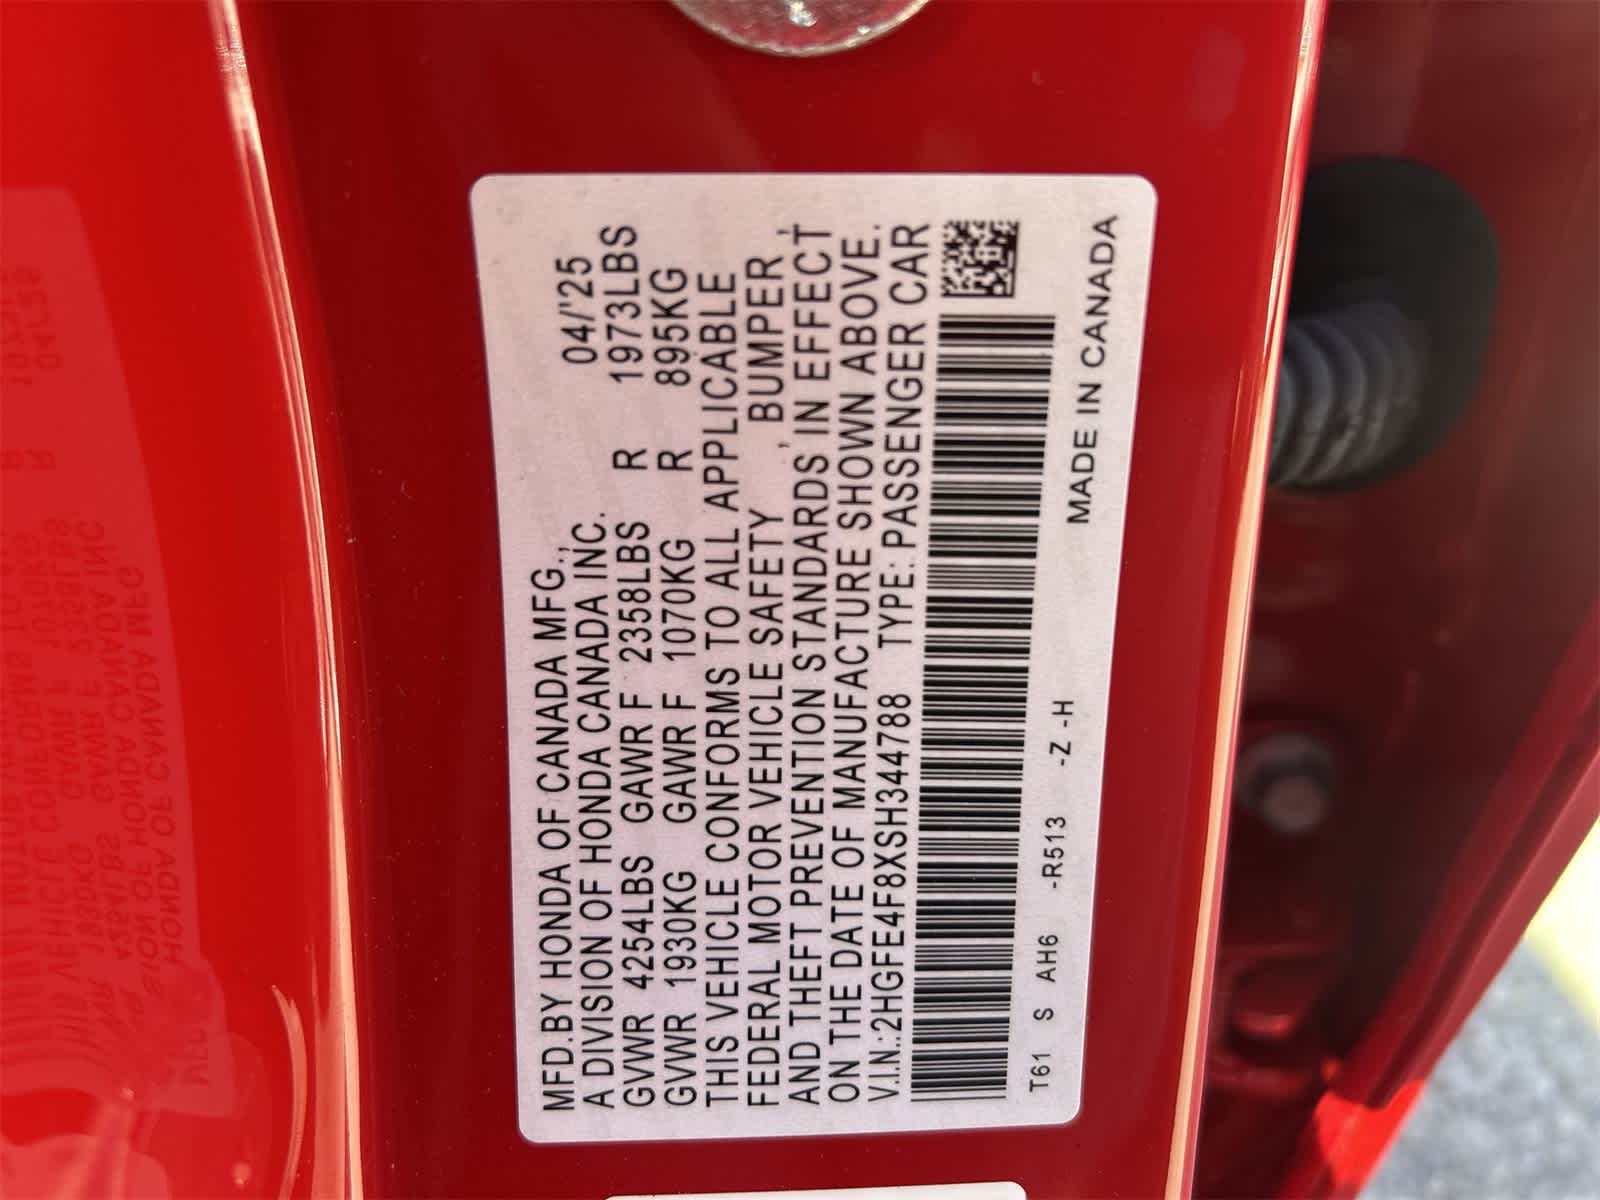 MFD.BY HONDA OF CANADA MFG., 04/'25
A DIVISION OF HONDA CANADA INC.
GVWR 4254LBS GAWR F 2358LBS R 1973LBS
GVWR 1930KG GAWR F 1070KG R 895KG
THIS VEHICLE CONFORMS TO ALL APPLICABLE
FEDERAL MOTOR VEHICLE SAFETY , BUMPER,
AND THEFT PREVENTION STANDARDS IN EFFECT
ON THE DATE OF MANUFACTURE SHOWN ABOVE.
V.I.N.:2HGFE4F8XSH344788 TYPE: PASSENGER CAR
T61 S AH6 -R513 -Z -H MADE IN CANADA